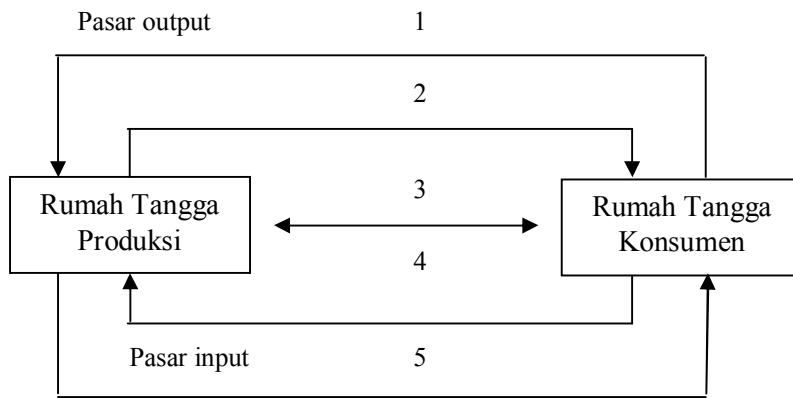 Pasar output 1
2
Rumah Tangga
Produksi
3
4
Rumah Tangga
Konsumen
Pasar input 5